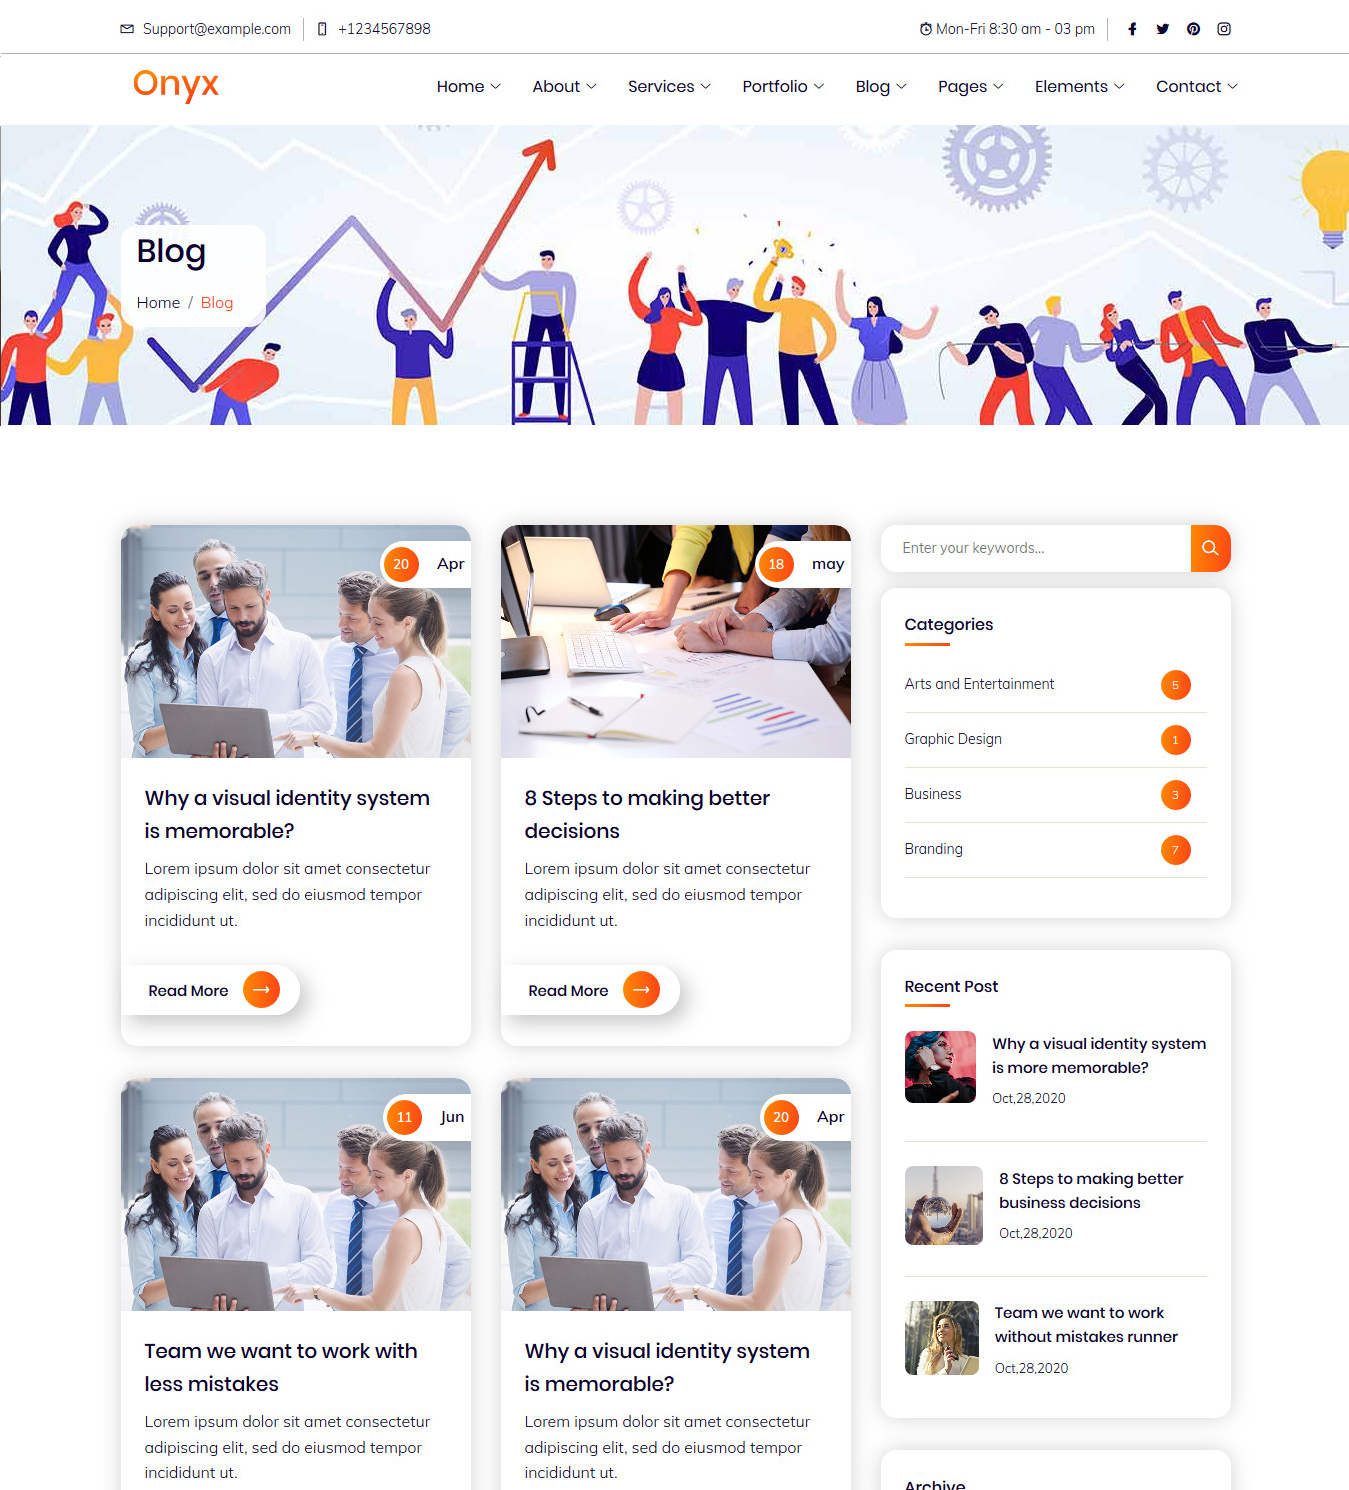 Support@example.com
+1234567898
Mon-Fri 8:30 am - 03 pm
Onyx
Home
About
Services
Portfolio
Blog
Pages
Elements
Contact
Blog
Home / Blog
20 Apr
Why a visual identity system
is memorable?
Lorem ipsum dolor sit amet consectetur
adipiscing elit, sed do eiusmod tempor
incididunt ut.
Read More
18 may
8 Steps to making better
decisions
Lorem ipsum dolor sit amet consectetur
adipiscing elit, sed do eiusmod tempor
incididunt ut.
Read More
11 Jun
Team we want to work with
less mistakes
Lorem ipsum dolor sit amet consectetur
adipiscing elit, sed do eiusmod tempor
incididunt ut.
20 Apr
Why a visual identity system
is memorable?
Lorem ipsum dolor sit amet consectetur
adipiscing elit, sed do eiusmod tempor
incididunt ut.
Enter your keywords...
Categories
Arts and Entertainment 5
Graphic Design 1
Business 3
Branding 7
Recent Post
Why a visual identity system
is more memorable?
Oct,28,2020
8 Steps to making better
business decisions
Oct,28,2020
Team we want to work
without mistakes runner
Oct,28,2020
Archive